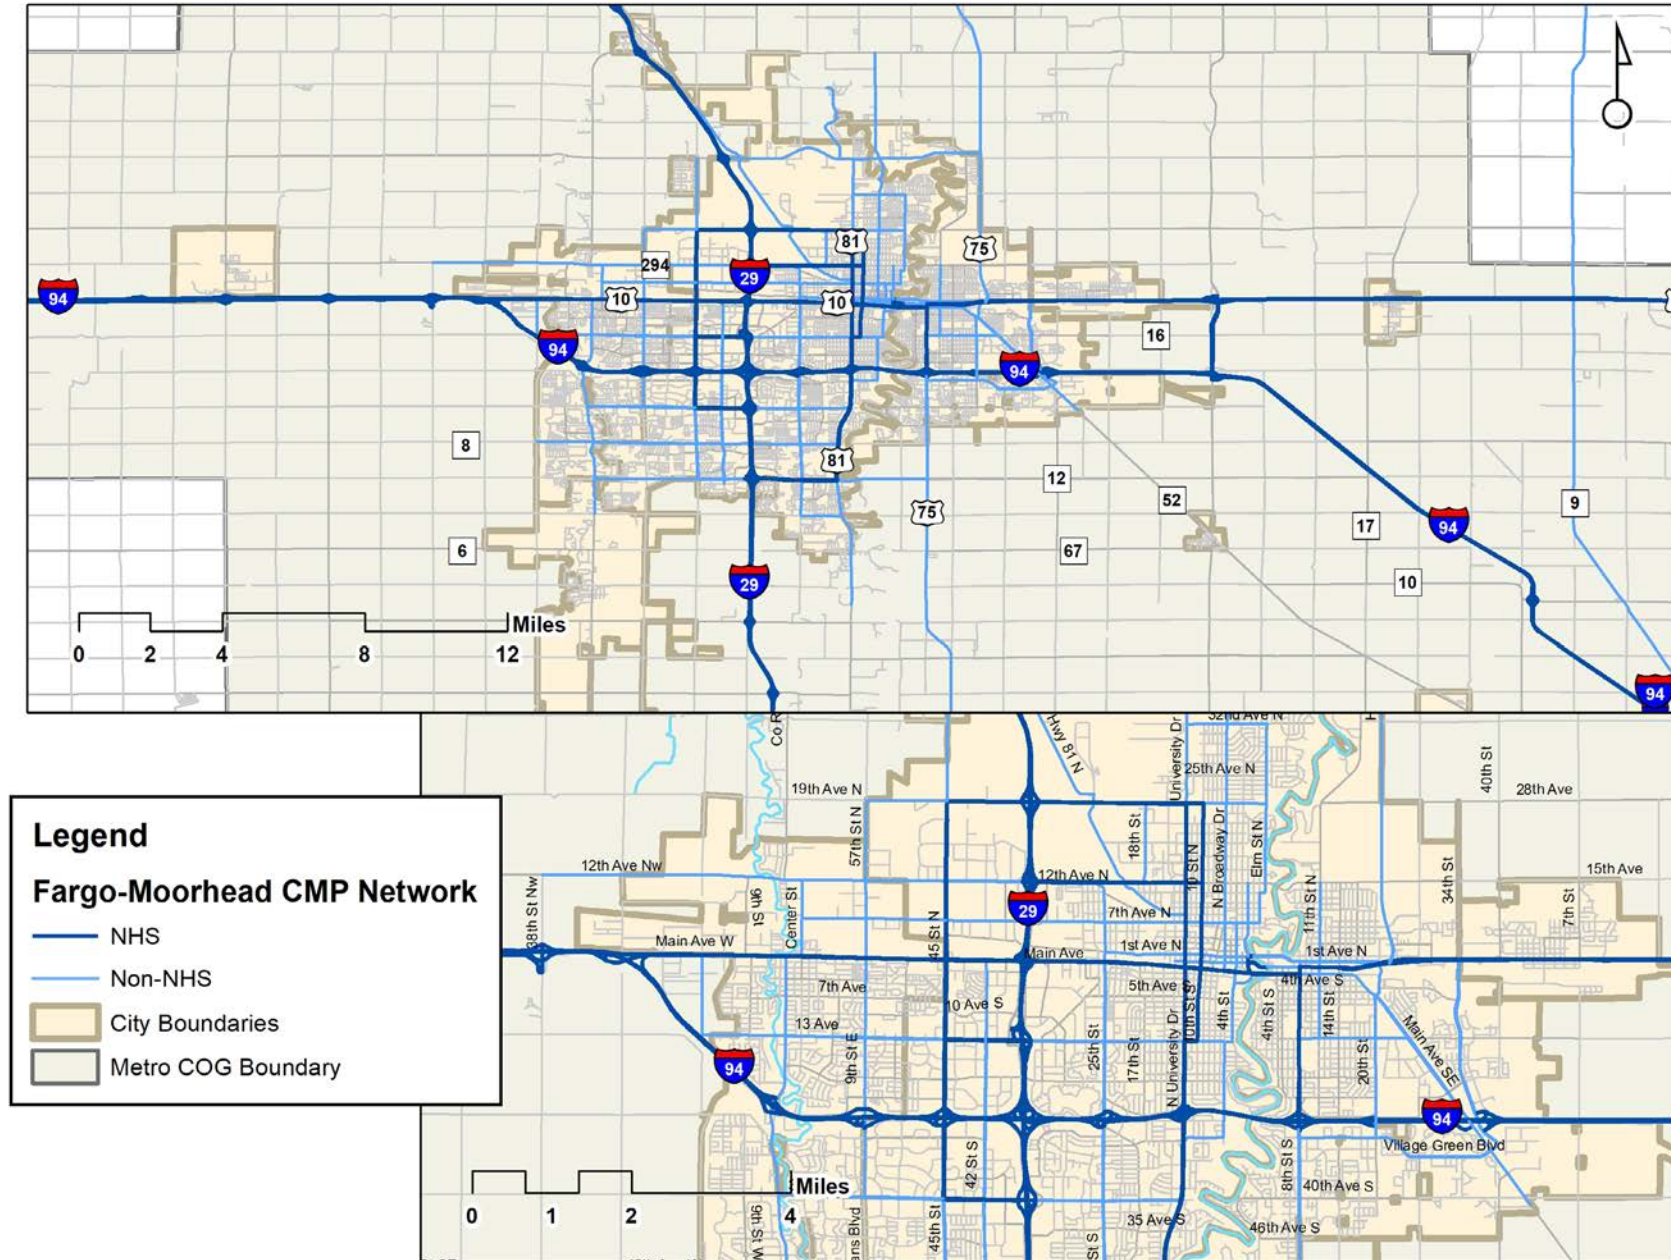 81
75
294
29
94
10
10
94
16
94
8
81
12
52
9
75
17
94
6
67
29
10
Miles
0
2
4
8
12
94
Co R
Hwy 81 N
University Dr
32nd Ave N
25th Ave N
40th St
19th Ave N
28th Ave
57th St N
18th St
10 St N
N Broadway Dr
Elm St N
12th Ave Nw
12th Ave N
34th St
15th Ave
38th St Nw
9th St
Center St
29
7th Ave N
11th St N
7th St
45 St N
Main Ave W
Main Ave
1st Ave N
1st Ave N
7th Ave
5th Ave S
4th Ave S
10 Ave S
13 Ave
10th St S
4th St
4th St S
14th St
Main Ave SE
9th St E
25th St
17th St
N University Dr
20th St
94
94
Village Green Blvd
42 St S
8th St S
40th Ave S
Miles
0
1
2
4
9th St W
45th St
35 Ave S
46th Ave S
Legend
Fargo-Moorhead CMP Network
NHS
Non-NHS
City Boundaries
Metro COG Boundary